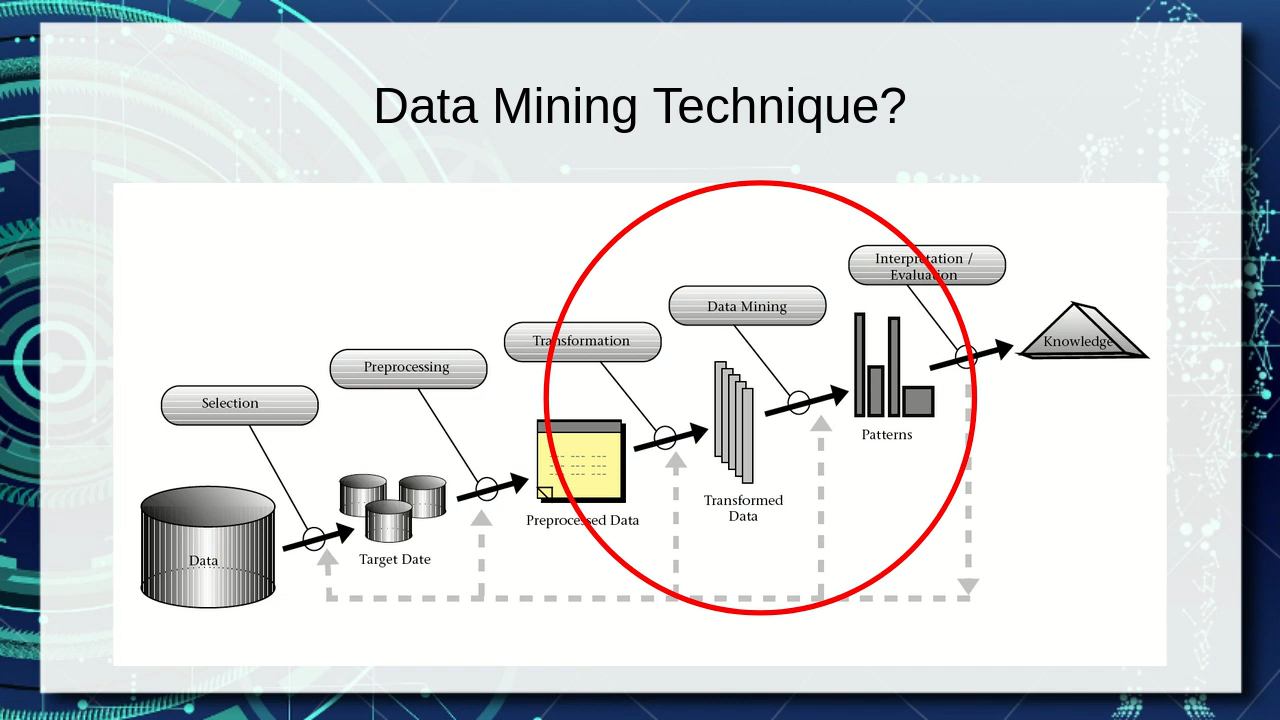 Data Mining Technique?
Interpretation /
Evaluation
Data Mining
Transformation
Knowledge
Preprocessing
Selection
Patterns
Transformed
Data
Preprocessed Data
Target Date
Data